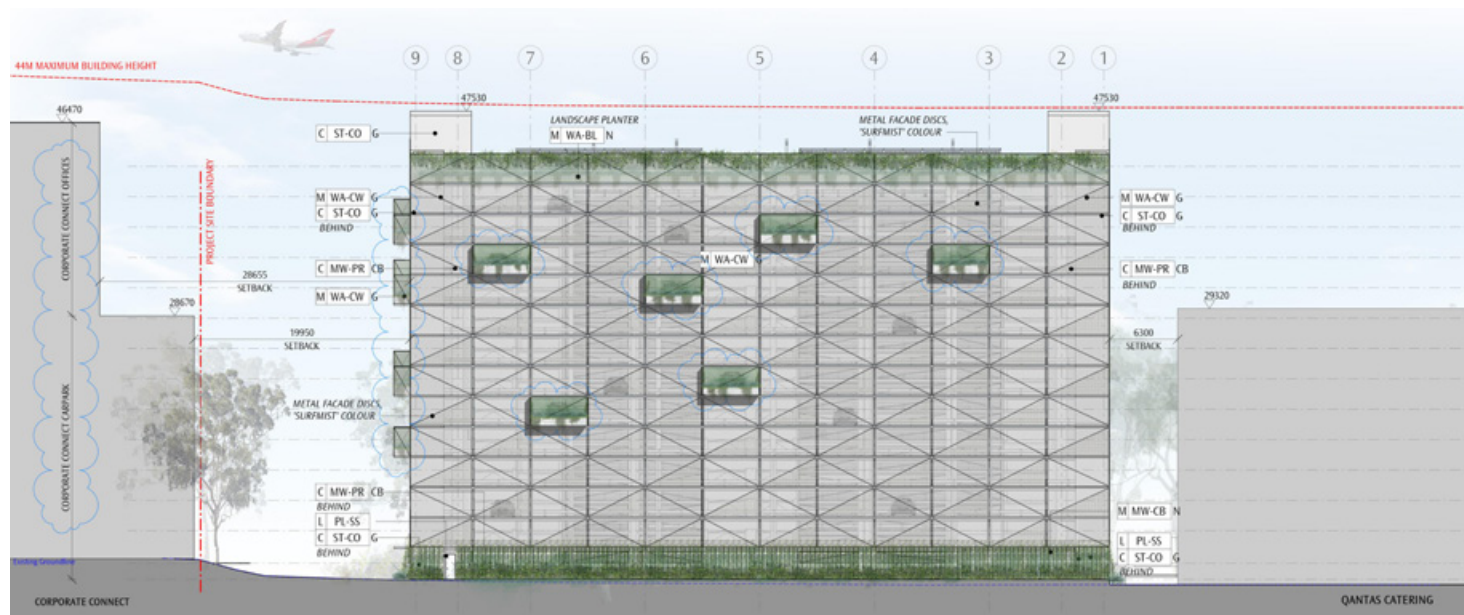 44M MAXIMUM BUILDING HEIGHT
9 8 7 6 5 4 3 2 1
46470
47530
47530
C ST-CO G
LANDSCAPE PLANTER
M WA-BL N
METAL FACADE DISCS,
'SURFMIST' COLOUR
CORPORATE CONNECT OFFICES
PROJECT SITE BOUNDARY
M WA-CW G
C ST-CO G
BEHIND
M WA-CW G
C ST-CO G
BEHIND
M WA-CW G
C MW-PR CB
C MW-PR CB
BEHIND
28655
SETBACK
M WA-CW G
28670
29320
19950
SETBACK
6300
SETBACK
CORPORATE CONNECT CARPARK
METAL FACADE DISCS,
'SURFMIST' COLOUR
C MW-PR CB
BEHIND
L PL-SS
C ST-CO G
BEHIND
M MW-CB N
L PL-SS
C ST-CO G
BEHIND
Existing Groundline
CORPORATE CONNECT
QANTAS CATERING